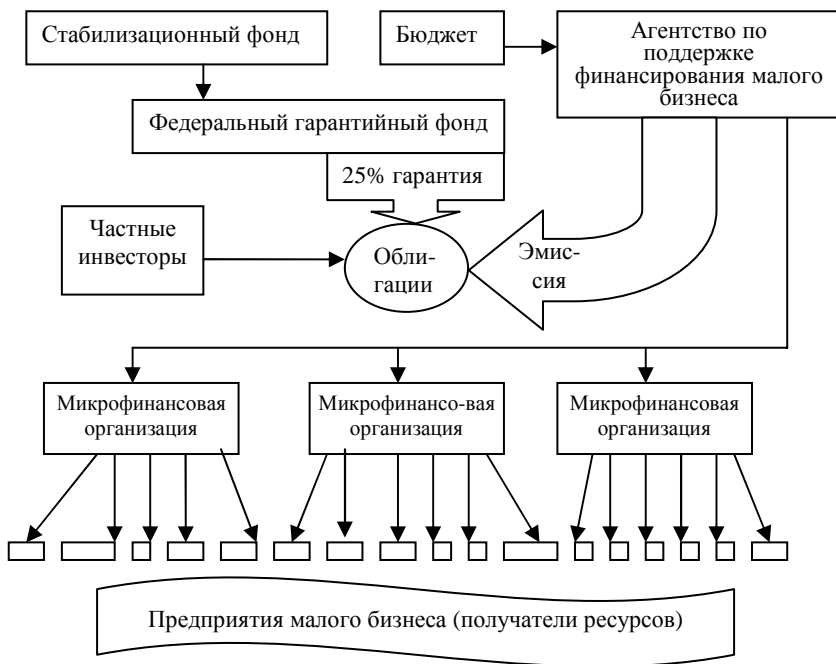 Стабилизационный фонд
Бюджет
Агентство по
поддержке
финансирования малого
бизнеса
Федеральный гарантийный фонд
25% гарантия
Частные
инвесторы
Обли-
гации
Эмис-
сия
Микрофинансовая
организация
Микрофинансо-вая
организация
Микрофинансовая
организация
Предприятия малого бизнеса (получатели ресурсов)